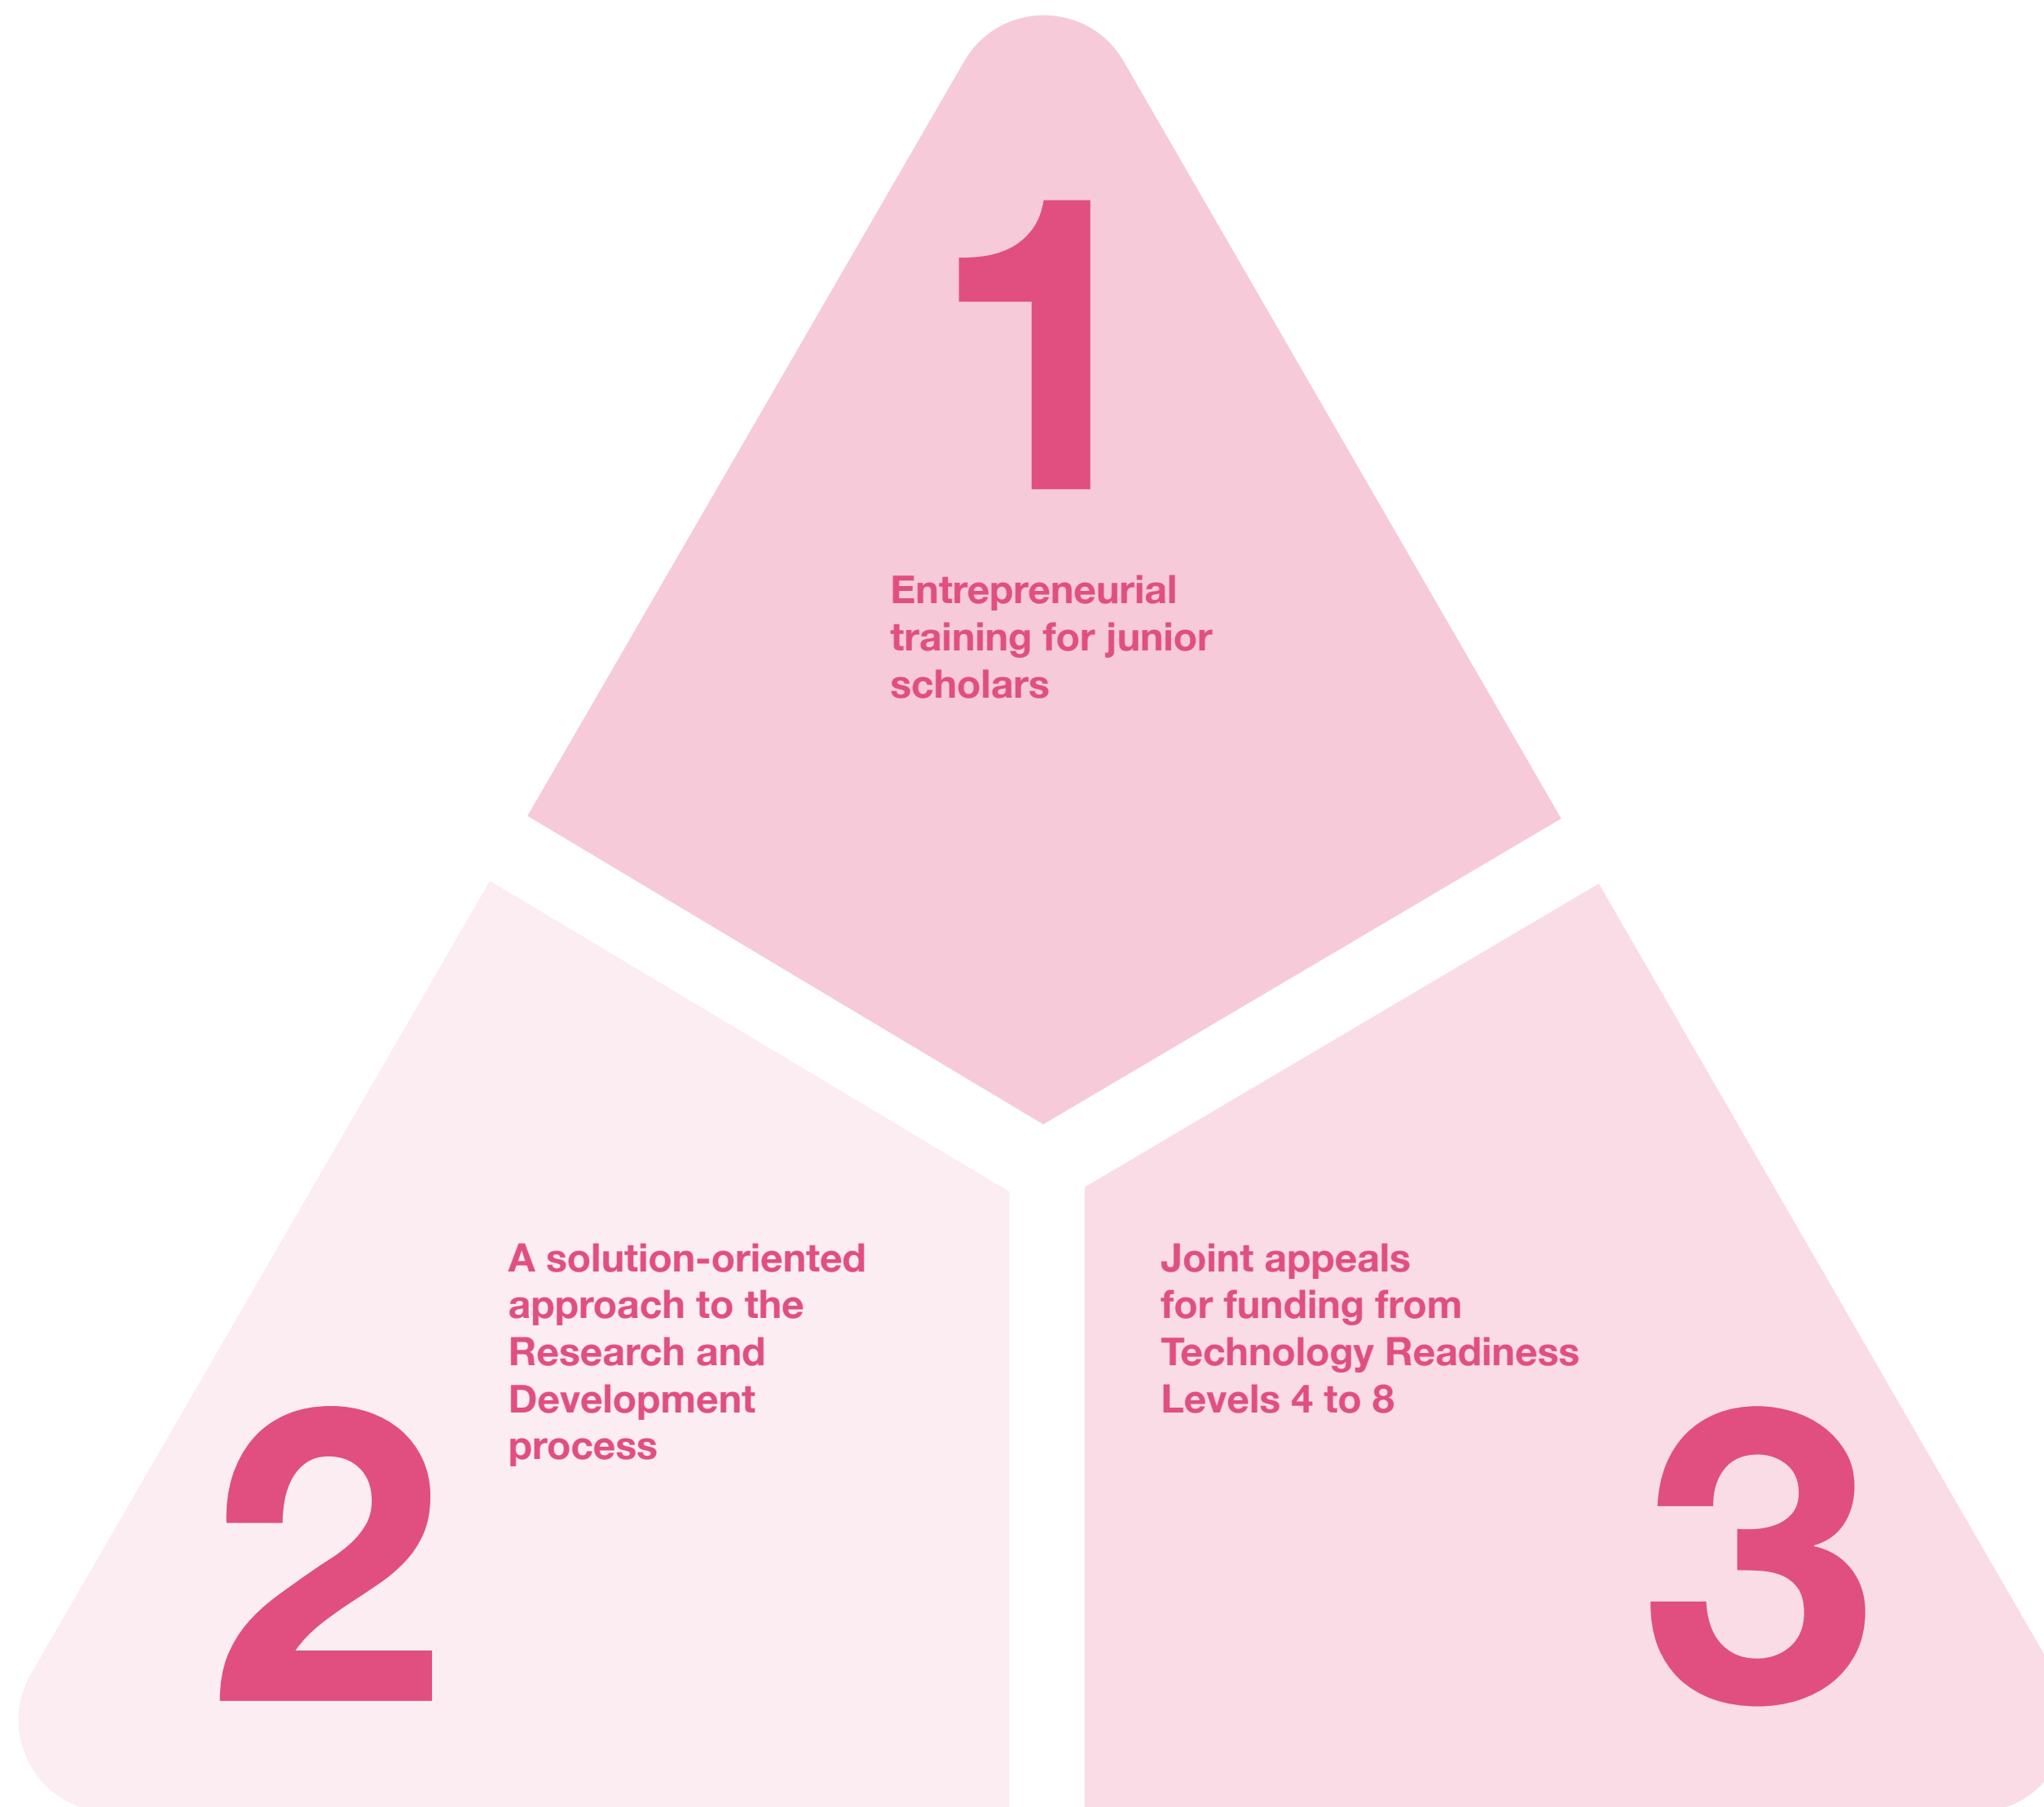 1
Entrepreneurial
training for junior
scholars
2
A solution-oriented
approach to the
Research and
Development
process
Joint appeals
for funding from
Technology Readiness
Levels 4 to 8
3